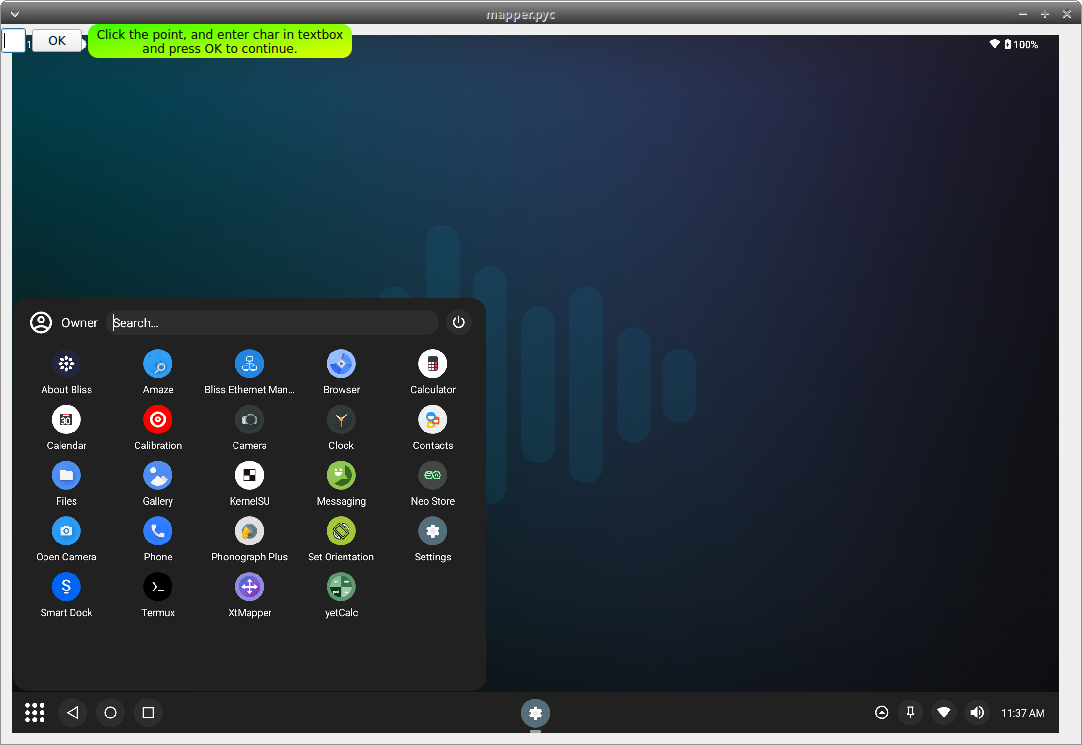 mapper.pyc
OK
Click the point, and enter char in textbox
and press OK to continue.
100%
Owner
Search...
About Bliss
Amaze
Bliss Ethernet Man...
Browser
Calculator
30
Calendar
Calibration
Camera
Clock
Contacts
Files
Gallery
KernelSU
Messaging
Neo Store
Open Camera
Phone
Phonograph Plus
Set Orientation
Settings
Smart Dock
Termux
XtMapper
yetCalc
11:37 AM